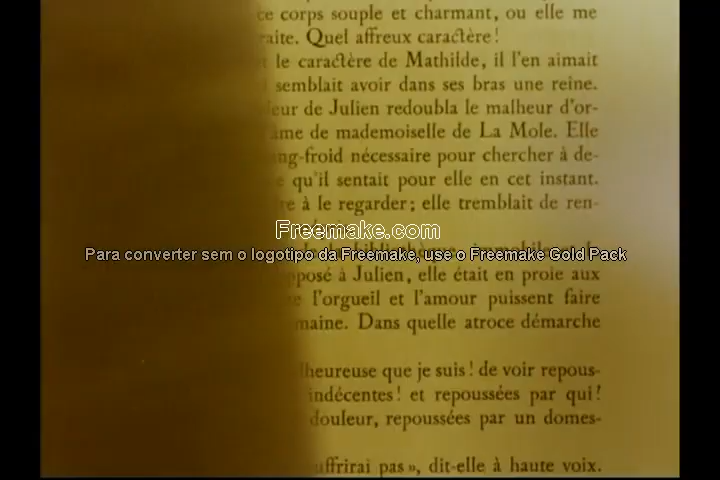 ce corps souple et charmant, ou elle me
raite. Quel affreux caractère!
le caractère de Mathilde, il l'en aimait
semblait avoir dans ses bras une reine.
eur de Julien redoubla le malheur d'or-
âme de mademoiselle de La Mole. Elle
ng-froid nécessaire pour chercher à de-
qu'il sentait pour elle en cet instant.
re à le regarder; elle tremblait de ren-
Freemake.com
Para converter sem o logotipo da Freemake, use o Freemake Gold Pack
posé à Julien, elle était en proie aux
l'orgueil et l'amour puissent faire
maine. Dans quelle atroce démarche
lheureuse que je suis! de voir repous-
indécentes! et repoussées par qui!
douleur, repoussées par un domes-
uffrirai pas», dit-elle à haute voix.